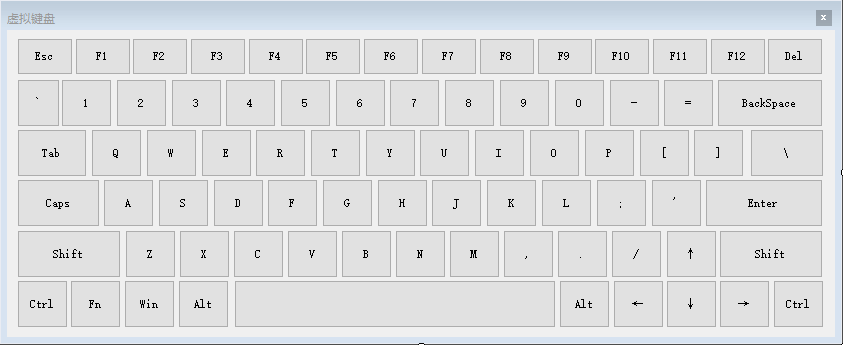 虚拟键盘 x
Esc F1 F2 F3 F4 F5 F6 F7 F8 F9 F10 F11 F12 Del
` 1 2 3 4 5 6 7 8 9 0 - = BackSpace
Tab Q W E R T Y U I O P [ ] \
Caps A S D F G H J K L ; ' Enter
Shift Z X C V B N M , . / ↑ Shift
Ctrl Fn Win Alt Alt ← ↓ → Ctrl